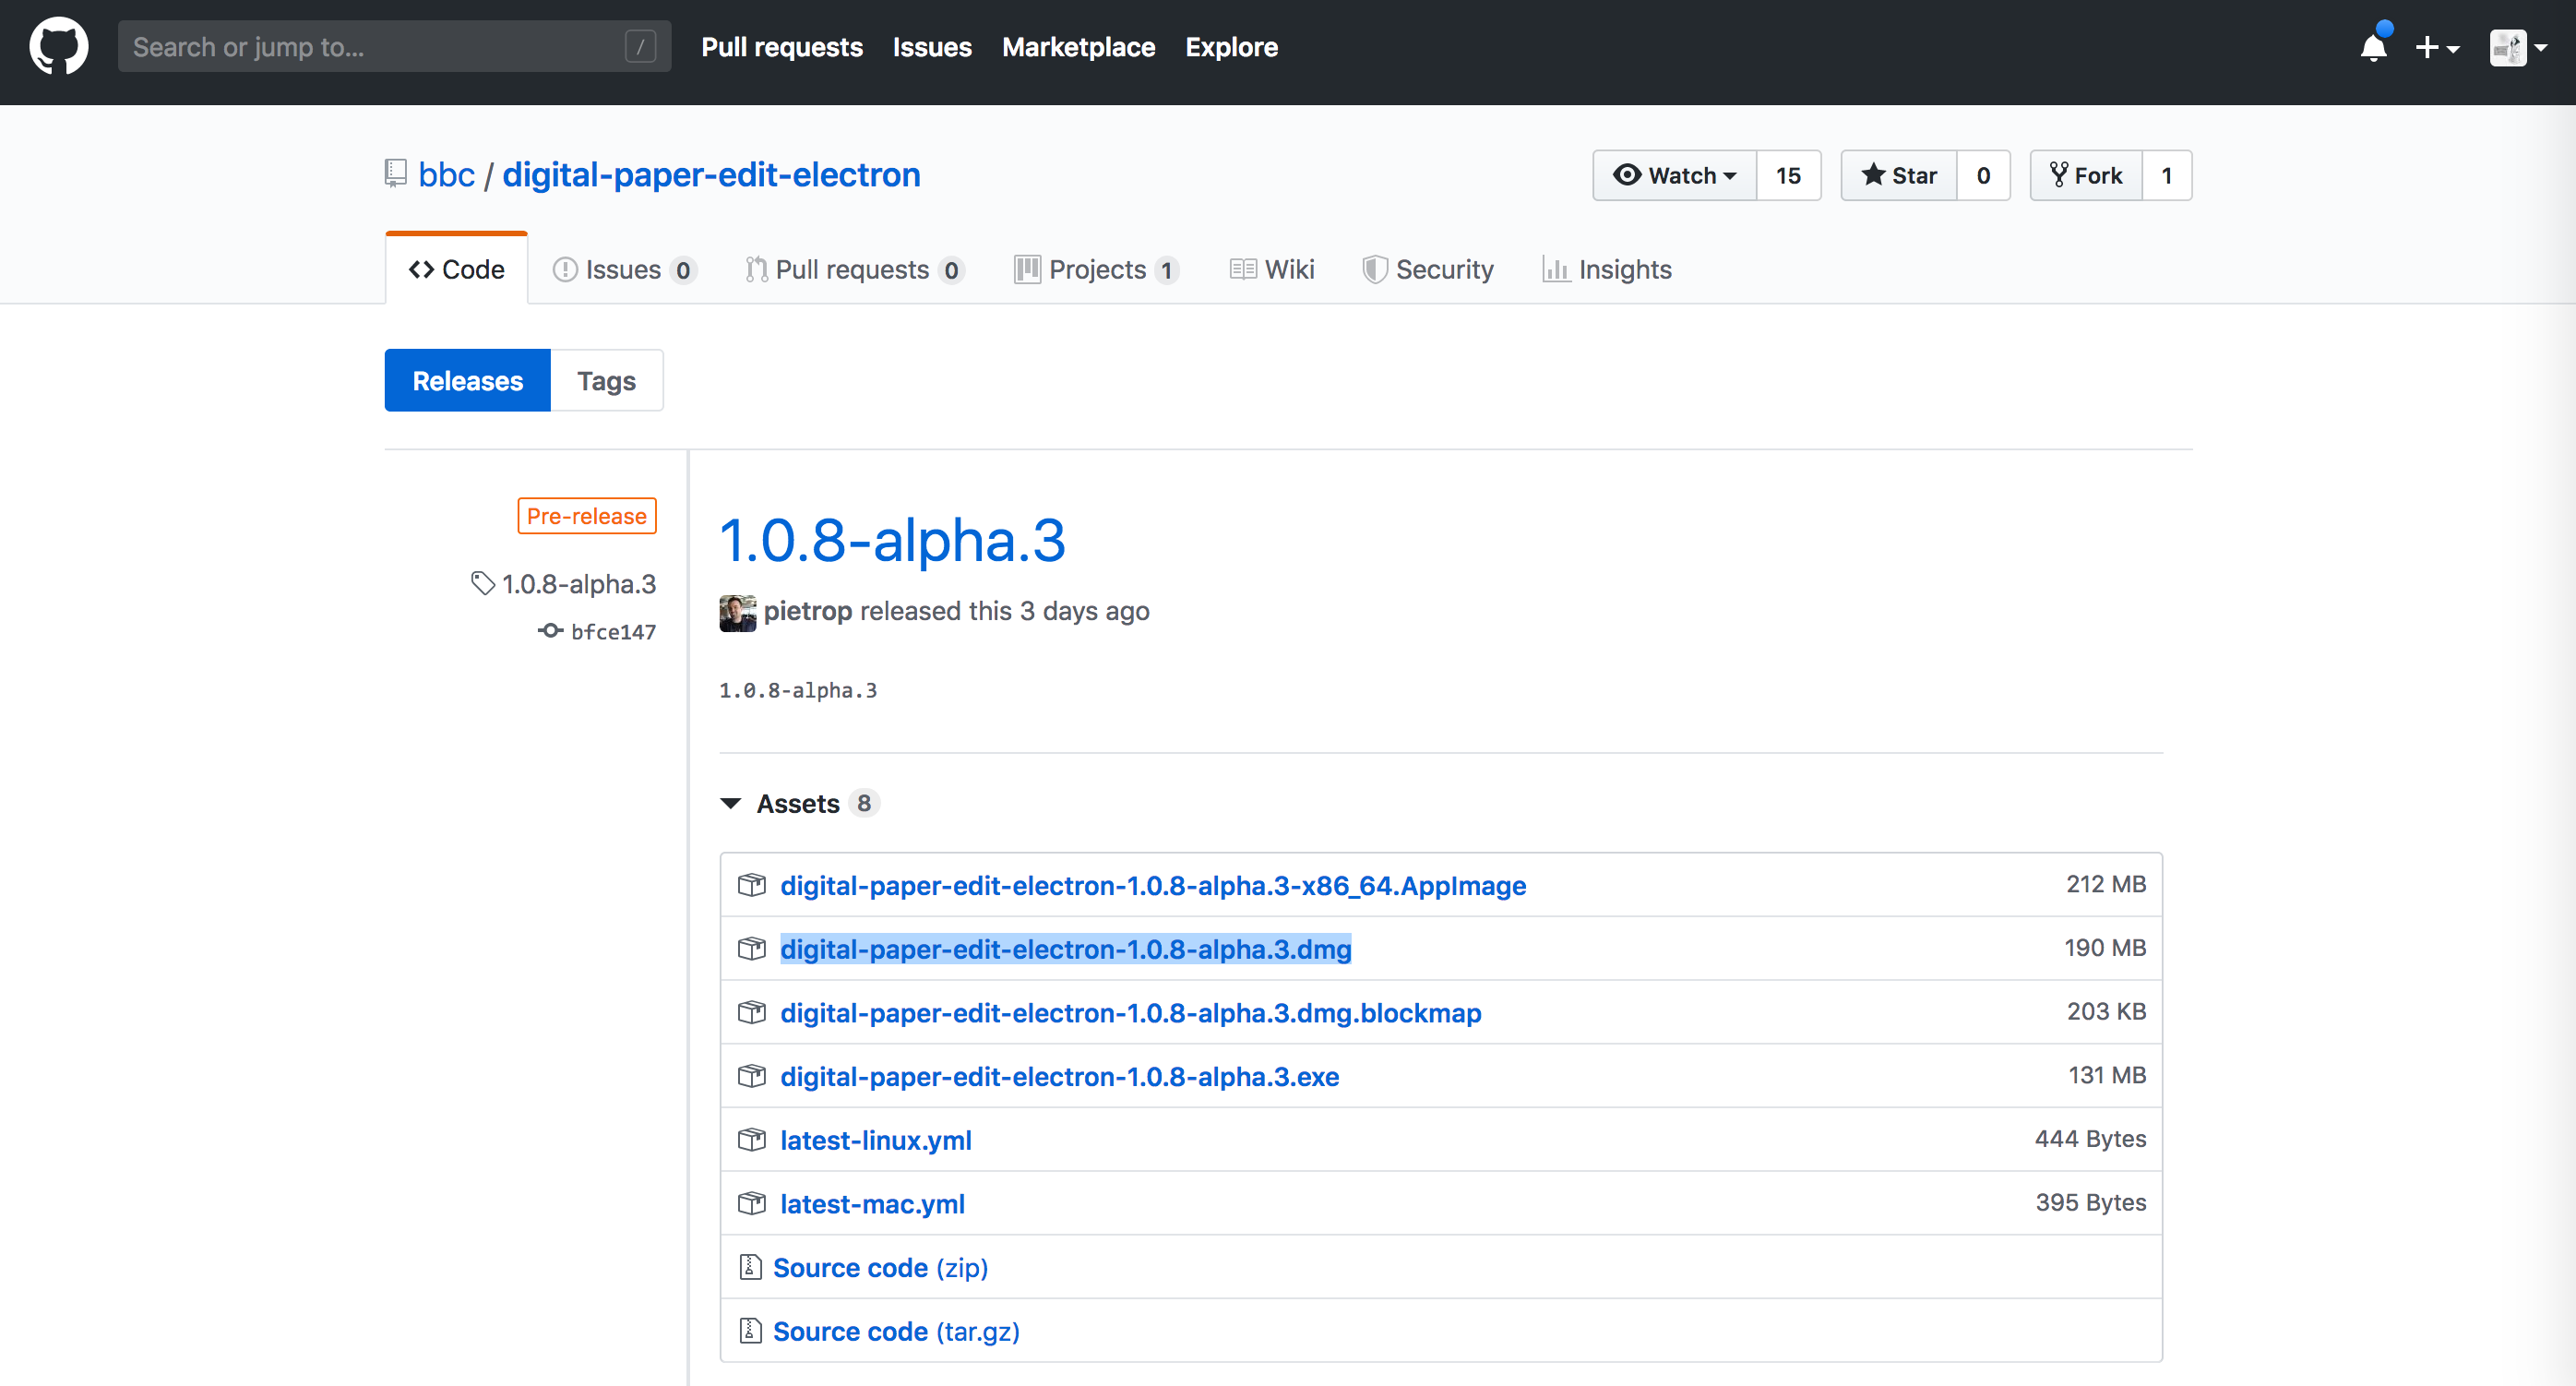 Search or jump to... /
Pull requests Issues Marketplace Explore
bbc / digital-paper-edit-electron
Watch 15 Star 0 Fork 1
Code Issues 0 Pull requests 0 Projects 1 Wiki Security Insights
Releases Tags
Pre-release
1.0.8-alpha.3
bfce147
1.0.8-alpha.3
pietrop released this 3 days ago
1.0.8-alpha.3
Assets 8
digital-paper-edit-electron-1.0.8-alpha.3-x86_64.AppImage 212 MB
digital-paper-edit-electron-1.0.8-alpha.3.dmg 190 MB
digital-paper-edit-electron-1.0.8-alpha.3.dmg.blockmap 203 KB
digital-paper-edit-electron-1.0.8-alpha.3.exe 131 MB
latest-linux.yml 444 Bytes
latest-mac.yml 395 Bytes
Source code (zip)
Source code (tar.gz)